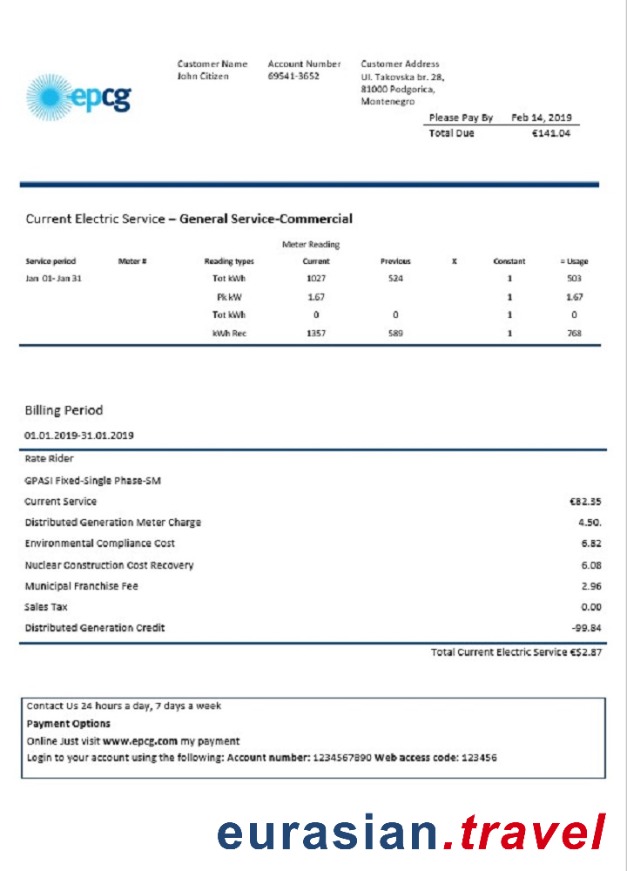 epcg
Customer Name Account Number Customer Address
John Citizen 69541-3652 Ul. Takovska br. 28,
81000 Podgorica,
Montenegro
Please Pay By Feb 14, 2019
Total Due €141.04
Current Electric Service – General Service-Commercial
Meter Reading
Service period Meter # Reading types Current Previous X Constant = Usage
Jan 01-Jan 31 Tot kWh 1027 524 1 503
Pk kW 1.67 1 1.67
Tot kWh 0 0 1 0
kWh Rec 1357 589 1 768
Billing Period
01.01.2019-31.01.2019
Rate Rider
GPASI Fixed-Single Phase-SM
Current Service €82.35
Distributed Generation Meter Charge 4.50.
Environmental Compliance Cost 6.82
Nuclear Construction Cost Recovery 6.08
Municipal Franchise Fee 2.96
Sales Tax 0.00
Distributed Generation Credit -99.84
Total Current Electric Service €52.87
Contact Us 24 hours a day, 7 days a week
Payment Options
Online Just visit www.epcg.com my payment
Login to your account using the following: Account number: 1234567890 Web access code: 123456
eurasian.travel